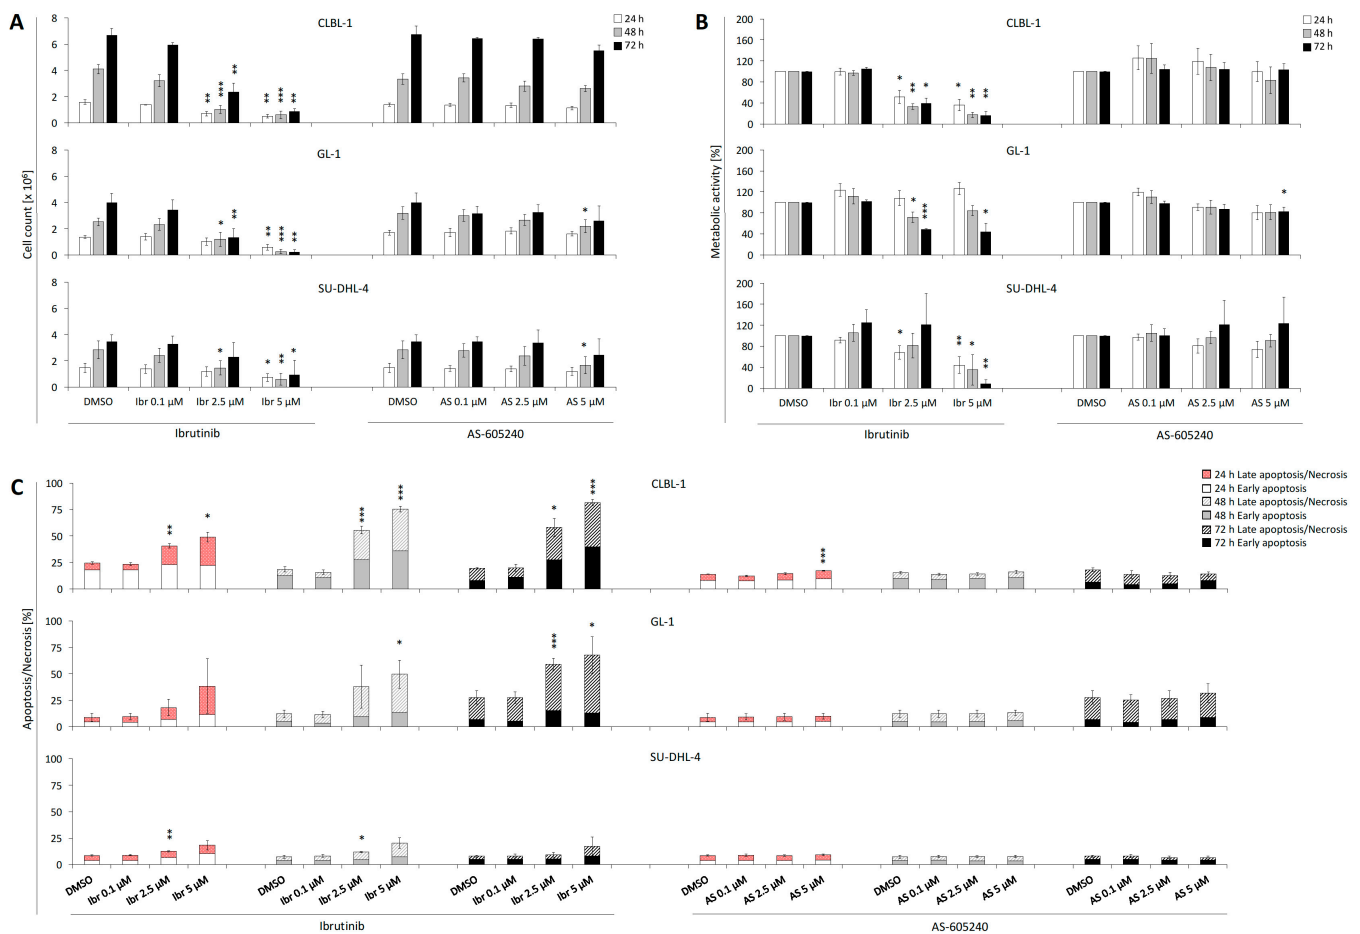 A
CLBL-1
24 h
48 h
72 h
8
6
4
2
0
** *** ** ** *** **
GL-1
8
6
4
2
0
Cell count [x 10⁶]
* ** ** *** ** *
SU-DHL-4
8
6
4
2
0
* * ** * *
DMSO Ibr 0.1 µM Ibr 2.5 µM Ibr 5 µM DMSO AS 0.1 µM AS 2.5 µM AS 5 µM
Ibrutinib AS-605240
B
CLBL-1
24 h
48 h
72 h
200
160
120
80
40
0
* ** * * ** **
GL-1
200
160
120
80
40
0
Metabolic activity [%]
* *** * *
SU-DHL-4
200
160
120
80
40
0
* ** * **
DMSO Ibr 0.1 µM Ibr 2.5 µM Ibr 5 µM DMSO AS 0.1 µM AS 2.5 µM AS 5 µM
Ibrutinib AS-605240
C
CLBL-1
24 h Late apoptosis/Necrosis
24 h Early apoptosis
48 h Late apoptosis/Necrosis
48 h Early apoptosis
72 h Late apoptosis/Necrosis
72 h Early apoptosis
100
75
50
25
0
** * *** *** * *** ***
GL-1
100
75
50
25
0
Apoptosis/Necrosis [%]
* *** *
SU-DHL-4
100
75
50
25
0
** *
DMSO Ibr 0.1 µM Ibr 2.5 µM Ibr 5 µM DMSO Ibr 0.1 µM Ibr 2.5 µM Ibr 5 µM DMSO Ibr 0.1 µM Ibr 2.5 µM Ibr 5 µM DMSO AS 0.1 µM AS 2.5 µM AS 5 µM DMSO AS 0.1 µM AS 2.5 µM AS 5 µM DMSO AS 0.1 µM AS 2.5 µM AS 5 µM
Ibrutinib AS-605240